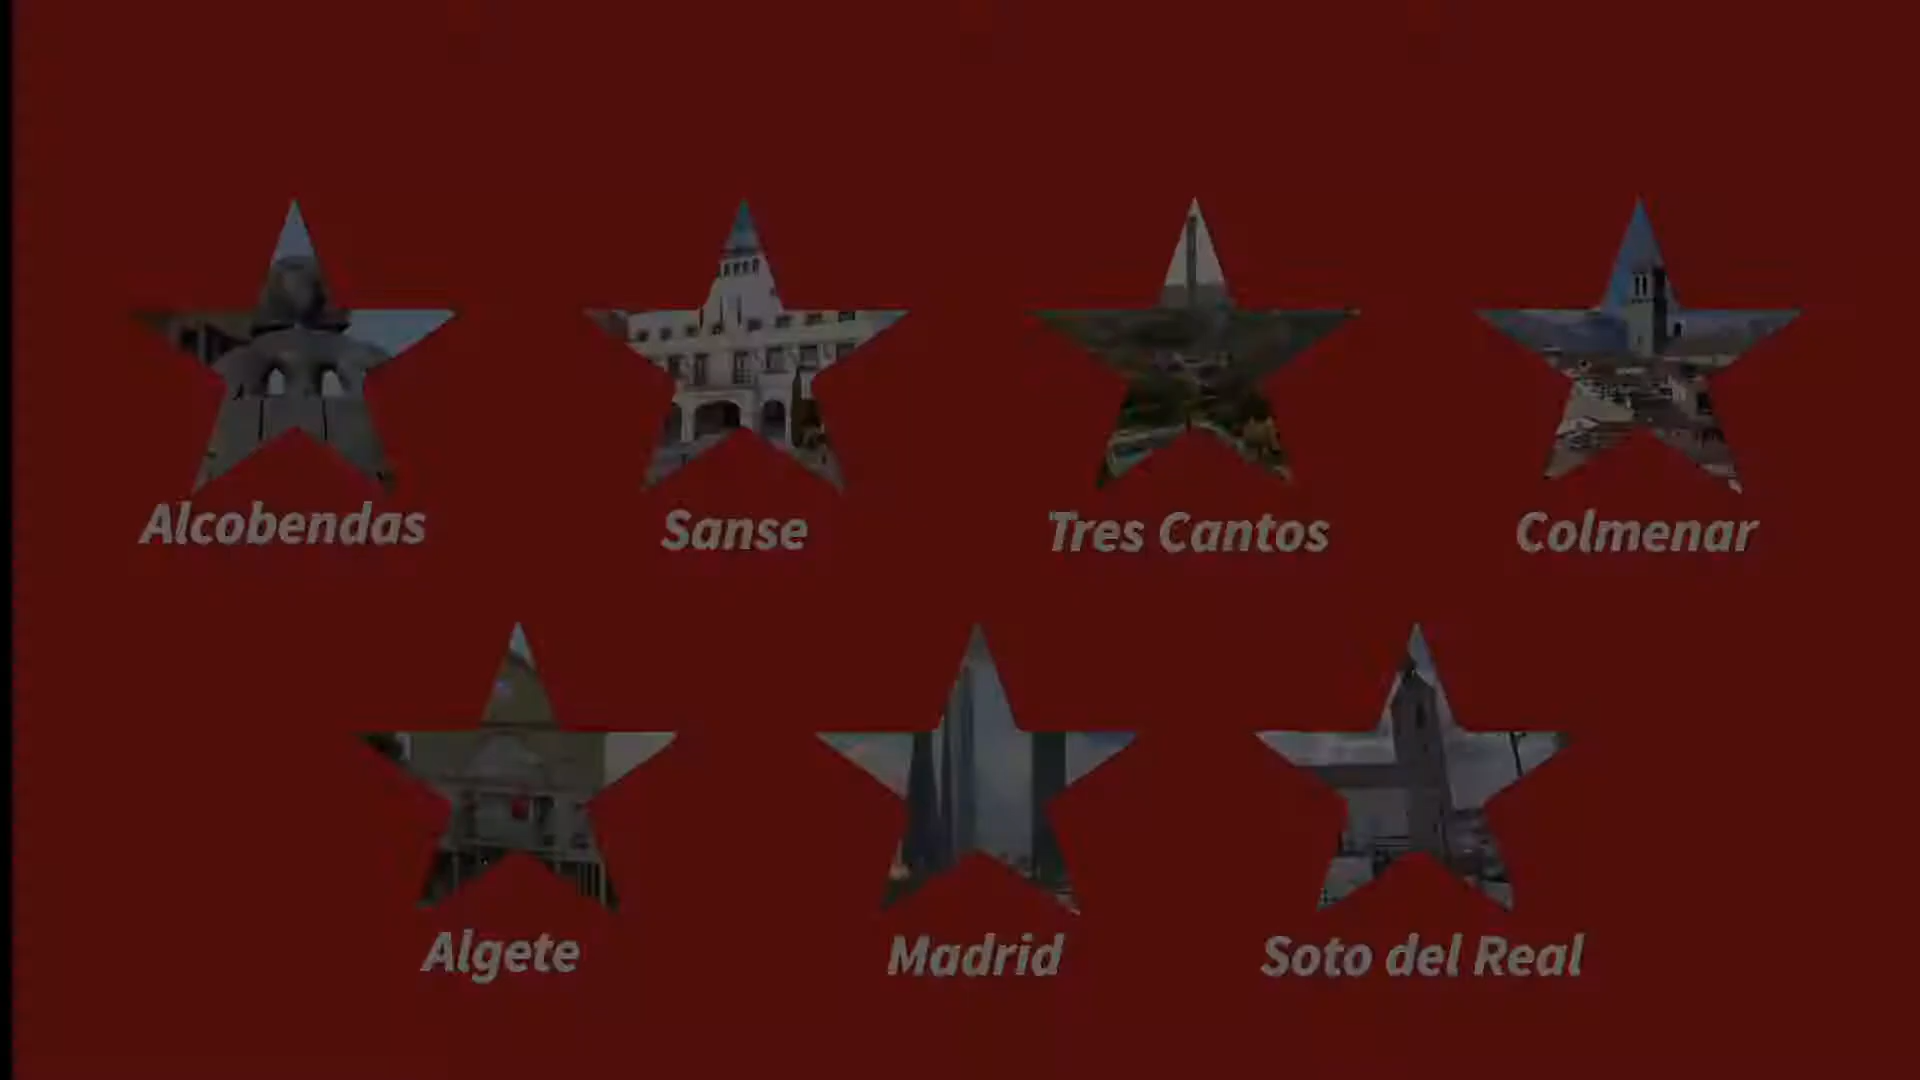 Alcobendas
Sanse
Tres Cantos
Colmenar
Algete
Madrid
Soto del Real